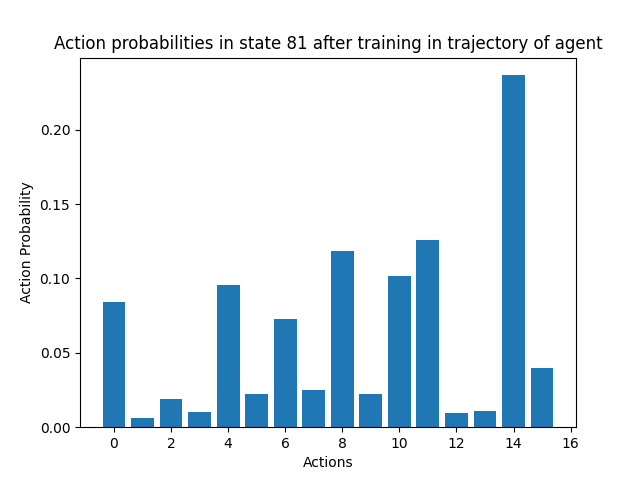 Action probabilities in state 81 after training in trajectory of agent
Action Probability
0.20
0.15
0.10
0.05
0.00
0 2 4 6 8 10 12 14 16
Actions